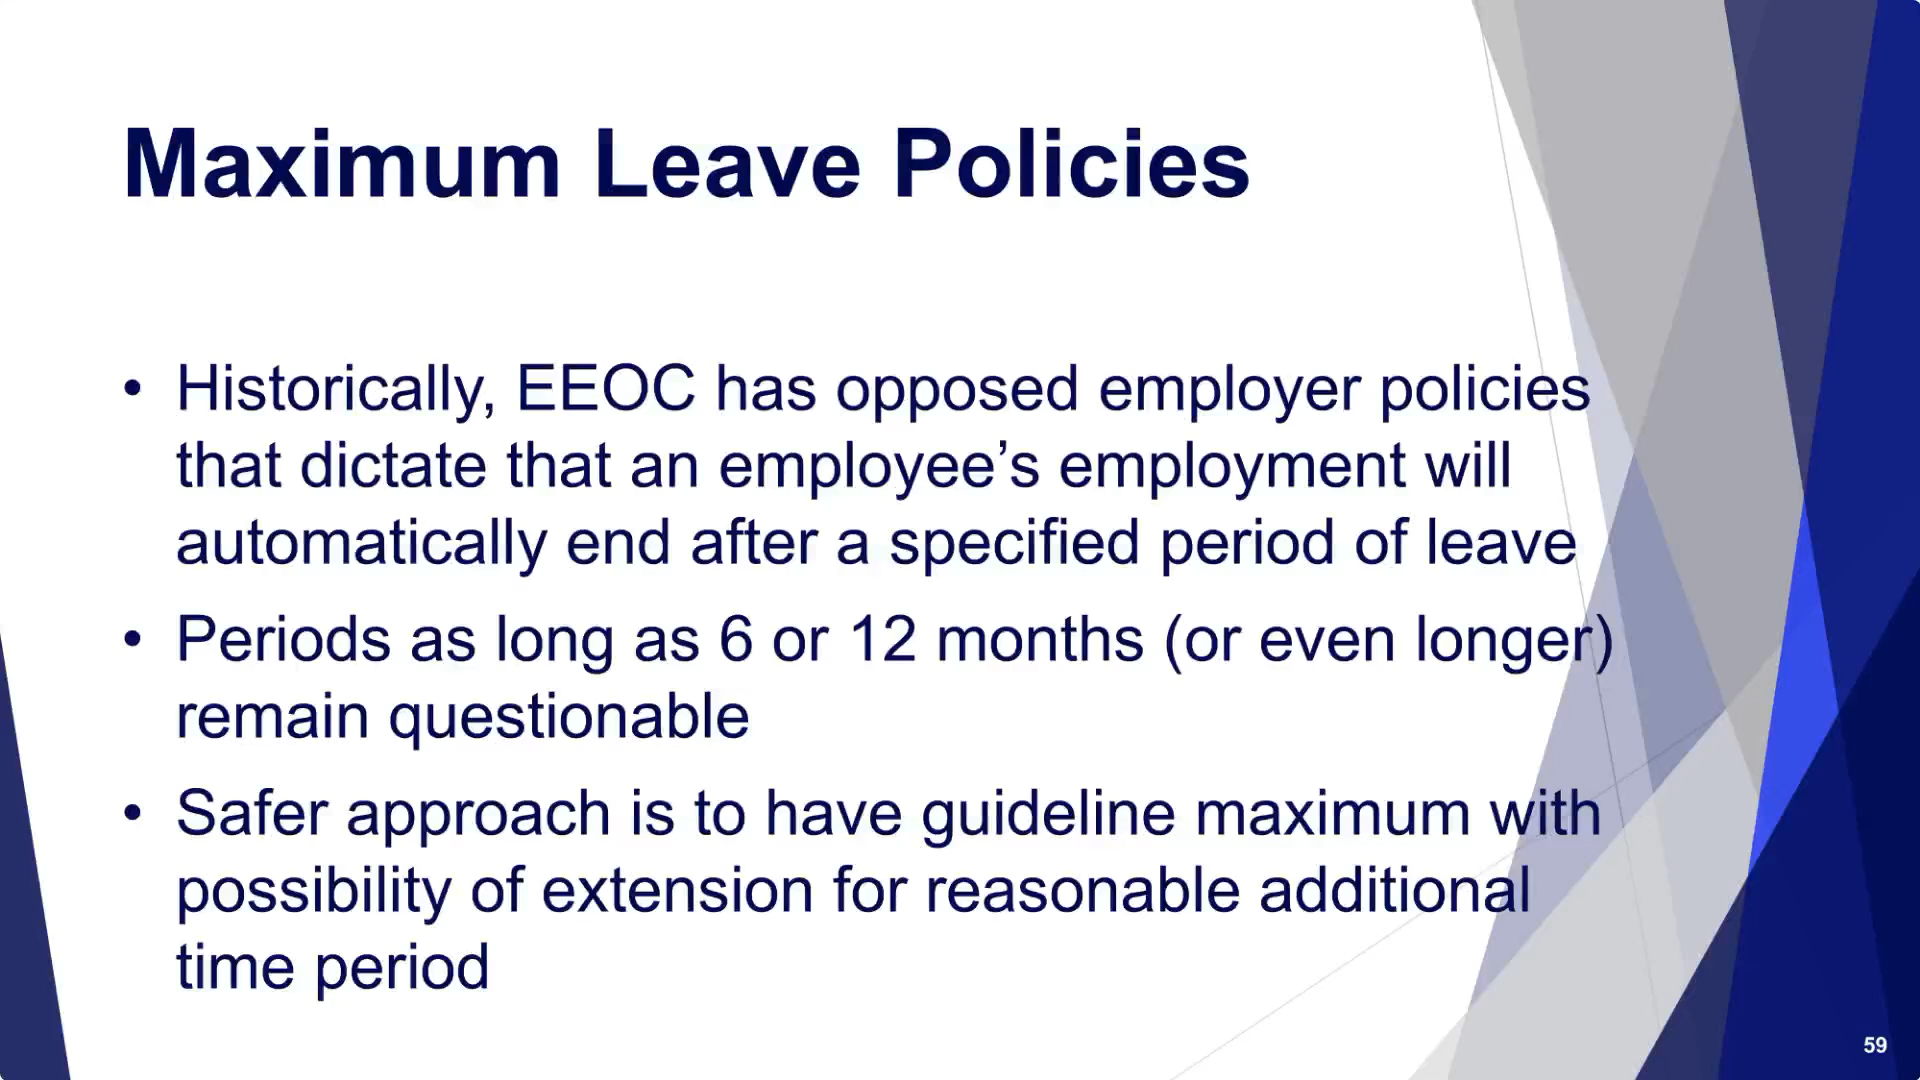 Maximum Leave Policies
• Historically, EEOC has opposed employer policies
that dictate that an employee’s employment will
automatically end after a specified period of leave
• Periods as long as 6 or 12 months (or even longer)
remain questionable
• Safer approach is to have guideline maximum with
possibility of extension for reasonable additional
time period
59